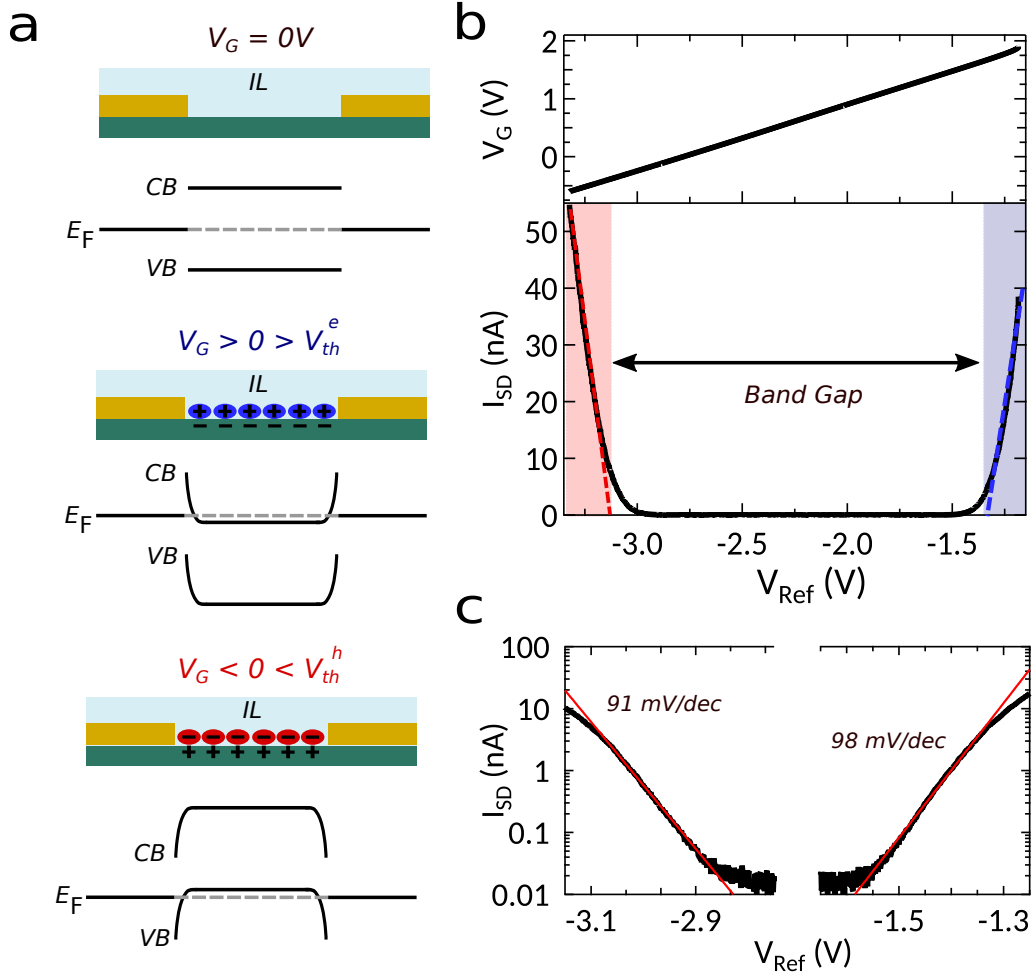 a
V_G = 0V
IL
CB
E_F
VB
V_G > 0 > V_th^e
IL
+ + + + + +
− − − − − −
CB
E_F
VB
V_G < 0 < V_th^h
IL
− − − − − −
+ + + + + +
CB
E_F
VB
b
V_G (V)
2
1
0
I_SD (nA)
50
40
30
20
10
0
Band Gap
-3.0 -2.5 -2.0 -1.5
V_Ref (V)
c
I_SD (nA)
100
10
1
0.1
0.01
91 mV/dec
98 mV/dec
-3.1 -2.9 -1.5 -1.3
V_Ref (V)